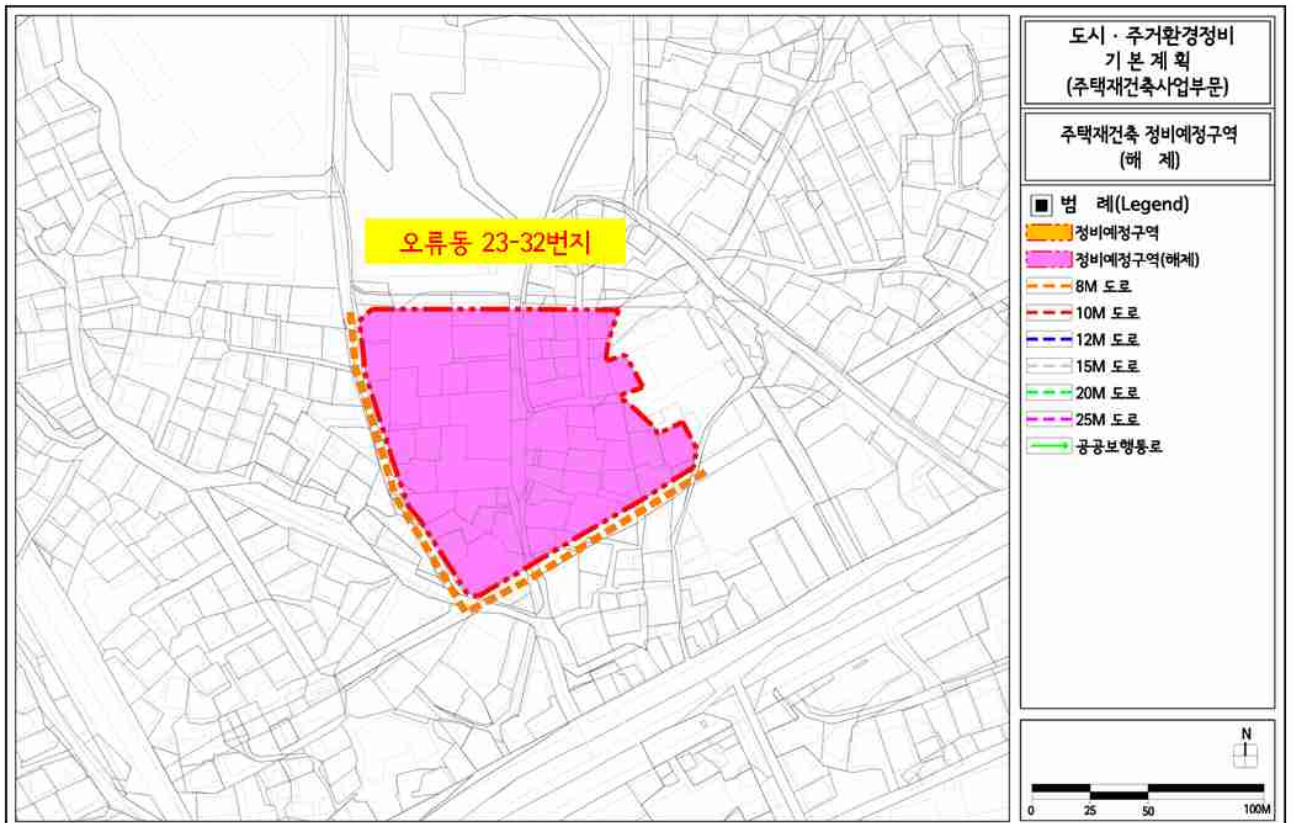 도시 · 주거환경정비
기 본 계 획
(주택재건축사업부문)
주택재건축 정비예정구역
(해 제)
오류동 23-32번지
범 례(Legend)
정비예정구역
정비예정구역(해제)
8M 도로
10M 도로
12M 도로
15M 도로
20M 도로
25M 도로
공공보행통로
N
0 25 50 100M